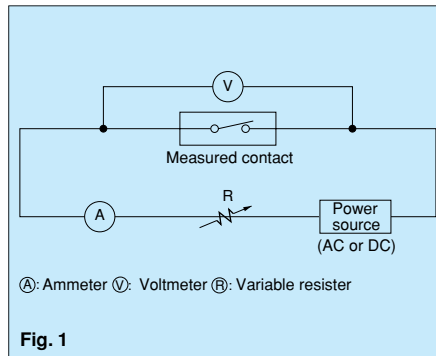 V
Measured contact
R
A
Power
source
(AC or DC)
Ⓐ: Ammeter Ⓥ: Voltmeter Ⓡ: Variable resister
Fig. 1